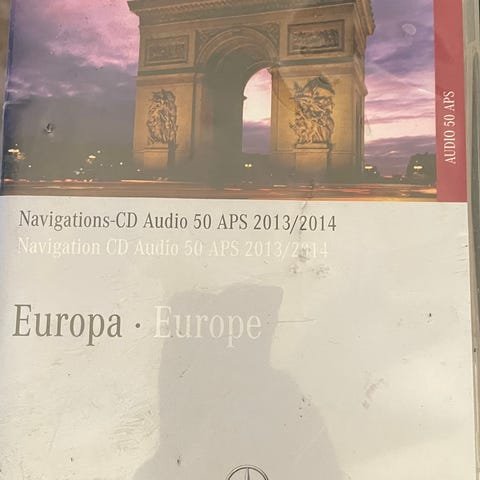 AUDIO 50 APS
Navigations-CD Audio 50 APS 2013/2014
Navigation CD Audio 50 APS 2013/2014
Europa · Europe